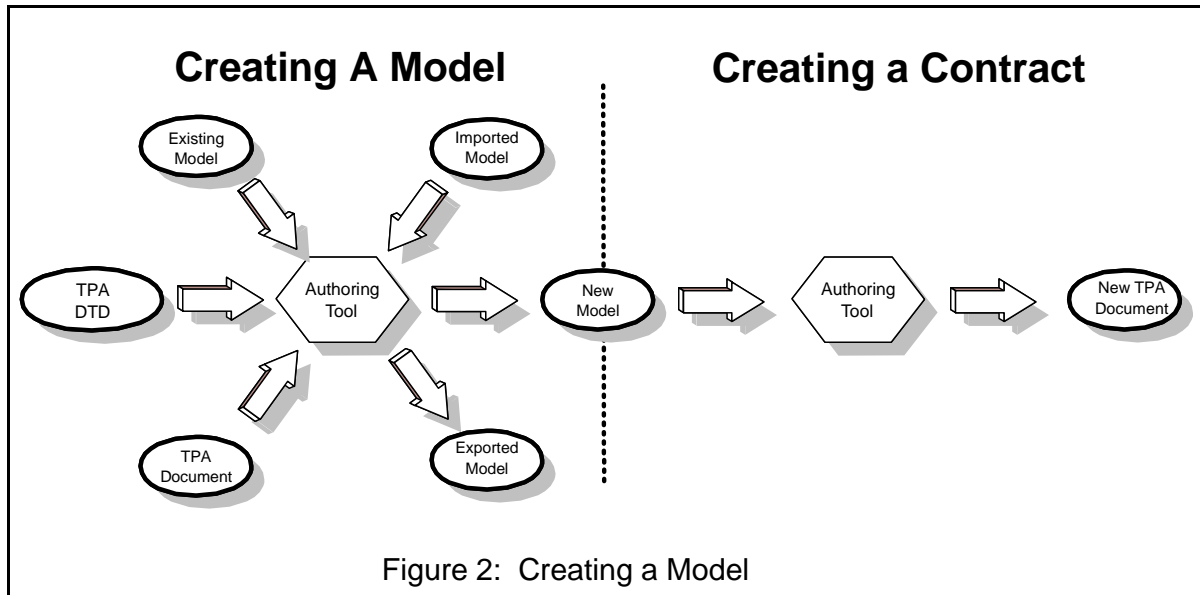 Creating A Model
Creating a Contract
Existing
Model
Imported
Model
TPA
DTD
Authoring
Tool
New
Model
Authoring
Tool
New TPA
Document
TPA
Document
Exported
Model
Figure 2: Creating a Model